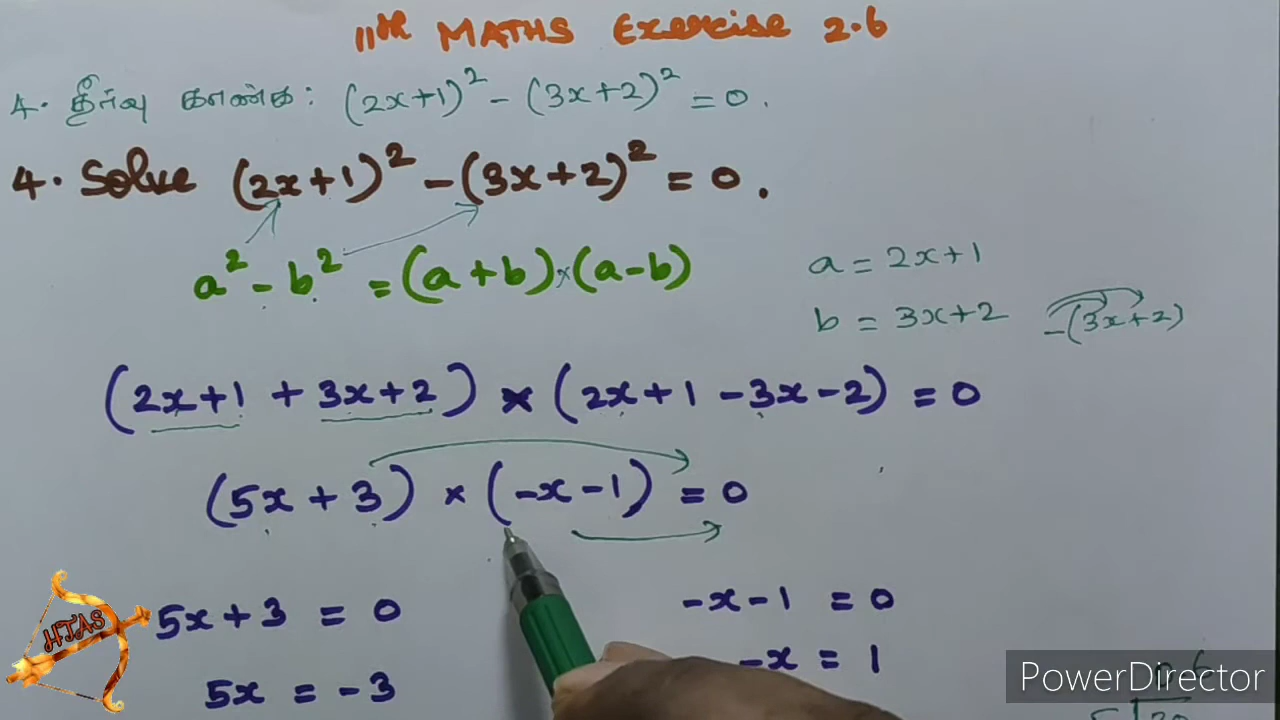 11th MATHS Exercise 2.6
4. தீர்வு காண்க: (2x+1)² - (3x+2)² = 0.
4. Solve (2x+1)² - (3x+2)² = 0.
a² - b² = (a+b) × (a-b)
a = 2x+1
b = 3x+2 -(3x+2)
(2x+1 + 3x+2) × (2x+1 -3x-2) = 0
(5x+3) × (-x-1) = 0
5x+3 = 0
5x = -3
-x-1 = 0
-x = 1
HTAS
PowerDirector